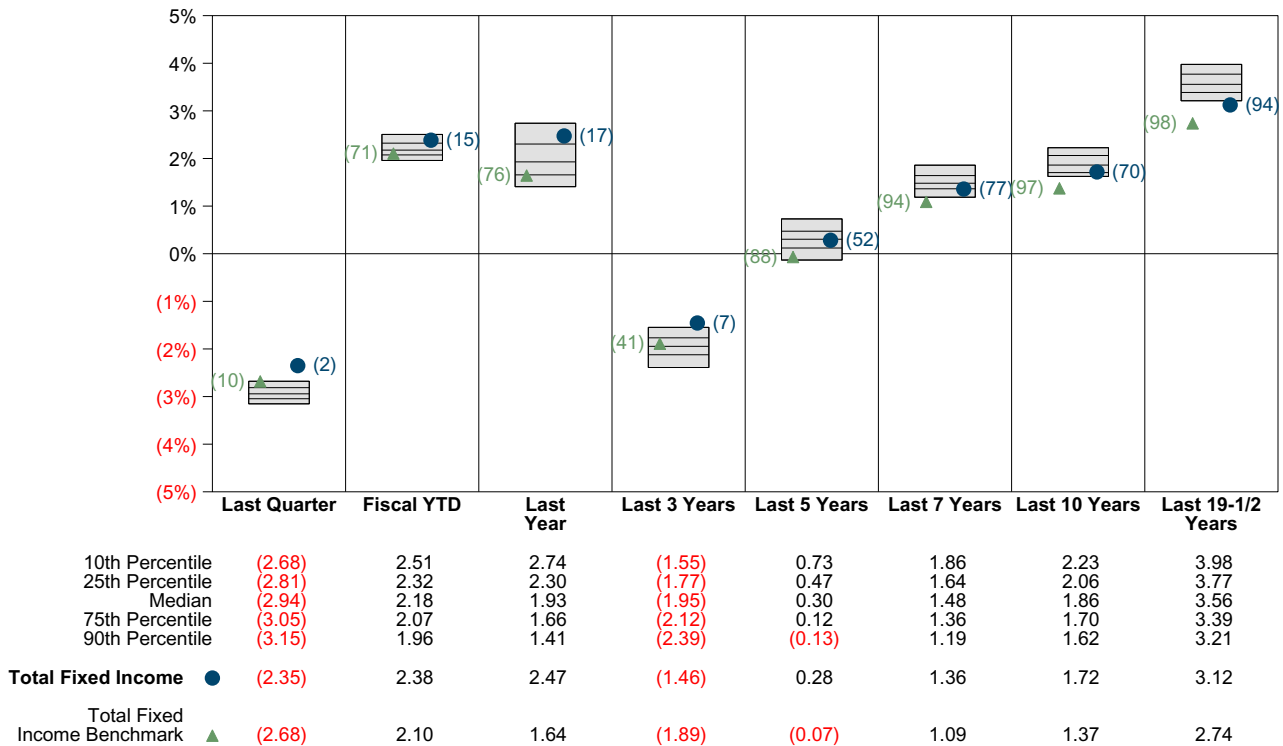 5%
4%
3%
2%
1%
0%
(1%)
(2%)
(3%)
(4%)
(5%)
(10) (2)
(71) (15)
(76) (17)
(41) (7)
(88) (52)
(94) (77)
(97) (70)
(98) (94)
Last Quarter Fiscal YTD Last Year Last 3 Years Last 5 Years Last 7 Years Last 10 Years Last 19-1/2 Years
10th Percentile (2.68) 2.51 2.74 (1.55) 0.73 1.86 2.23 3.98
25th Percentile (2.81) 2.32 2.30 (1.77) 0.47 1.64 2.06 3.77
Median (2.94) 2.18 1.93 (1.95) 0.30 1.48 1.86 3.56
75th Percentile (3.05) 2.07 1.66 (2.12) 0.12 1.36 1.70 3.39
90th Percentile (3.15) 1.96 1.41 (2.39) (0.13) 1.19 1.62 3.21
Total Fixed Income (2.35) 2.38 2.47 (1.46) 0.28 1.36 1.72 3.12
Total Fixed
Income Benchmark (2.68) 2.10 1.64 (1.89) (0.07) 1.09 1.37 2.74